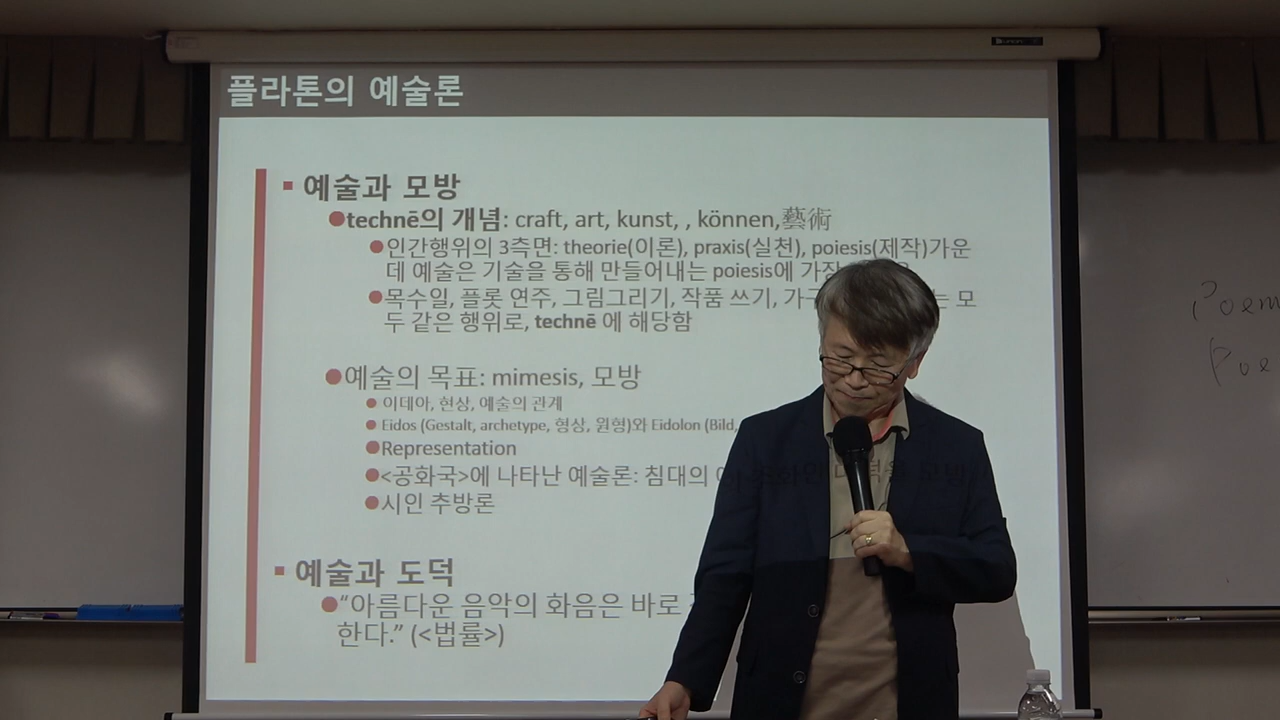 플라톤의 예술론
▪ 예술과 모방
●technē의 개념: craft, art, kunst, , können,藝術
●인간행위의 3측면: theorie(이론), praxis(실천), poiesis(제작)가운
데 예술은 기술을 통해 만들어내는 poiesis에 가장
●목수일, 플롯 연주, 그림그리기, 작품 쓰기, 모
두 같은 행위로, technē 에 해당함
●예술의 목표: mimesis, 모방
● 이데아, 현상, 예술의 관계
● Eidos (Gestalt, archetype, 형상, 원형)와 Eidolon (Bild,
●Representation
●<공화국>에 나타난 예술론: 침대의
●시인 추방론
▪ 예술과 도덕
●“아름다운 음악의 화음은 바로
한다.” (<법률>)
Poem